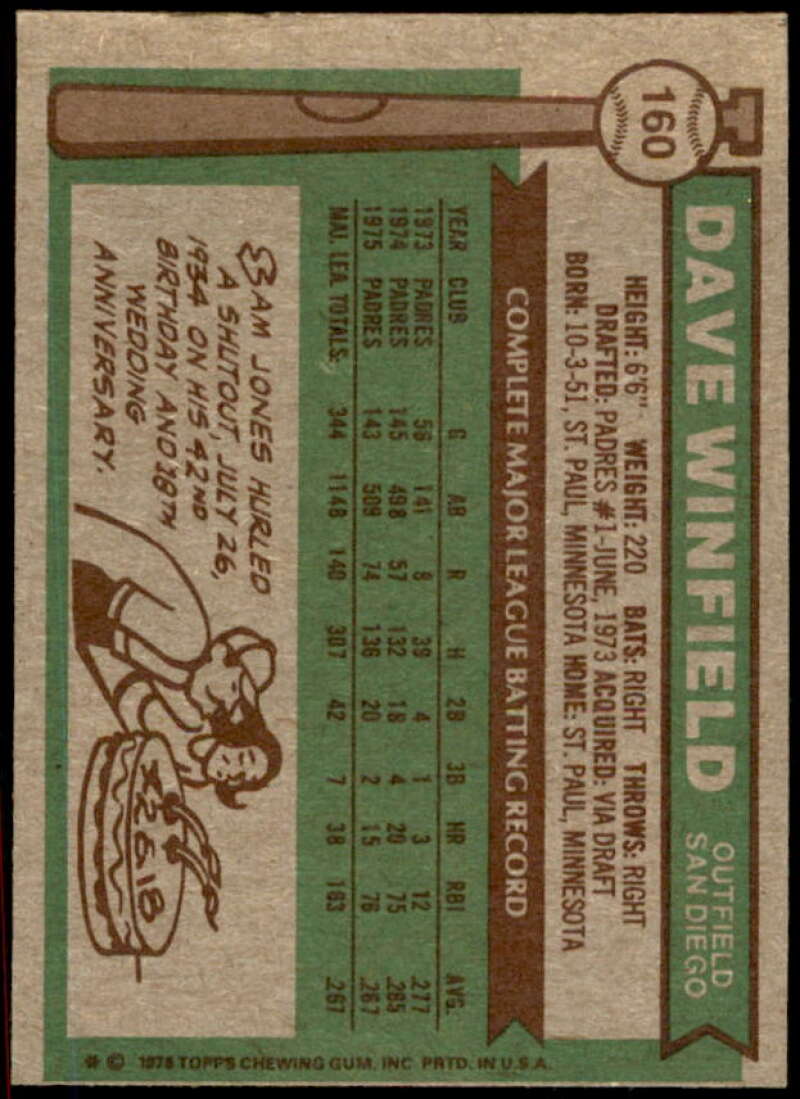 160
DAVE WINFIELD
OUTFIELD
SAN DIEGO
HEIGHT: 6'6" WEIGHT: 220 BATS: RIGHT THROWS: RIGHT
DRAFTED: PADRES #1-JUNE, 1973 ACQUIRED: VIA DRAFT
BORN: 10-3-51, ST. PAUL, MINNESOTA HOME: ST. PAUL, MINNESOTA
COMPLETE MAJOR LEAGUE BATTING RECORD
YEAR CLUB G AB R H 2B 3B HR RBI AVG.
1973 PADRES 56 141 8 39 4 1 3 12 .277
1974 PADRES 145 498 57 132 18 4 20 75 .265
1975 PADRES 143 509 74 136 20 2 15 76 .267
MAJ. LEA. TOTALS: 344 1148 140 307 42 7 38 163 .267
SAM JONES HURLED
A SHUTOUT, JULY 26,
1934 ON HIS 42ND
BIRTHDAY AND 18TH
WEDDING
ANNIVERSARY.
* © 1976 TOPPS CHEWING GUM, INC PRTD. IN U.S.A.